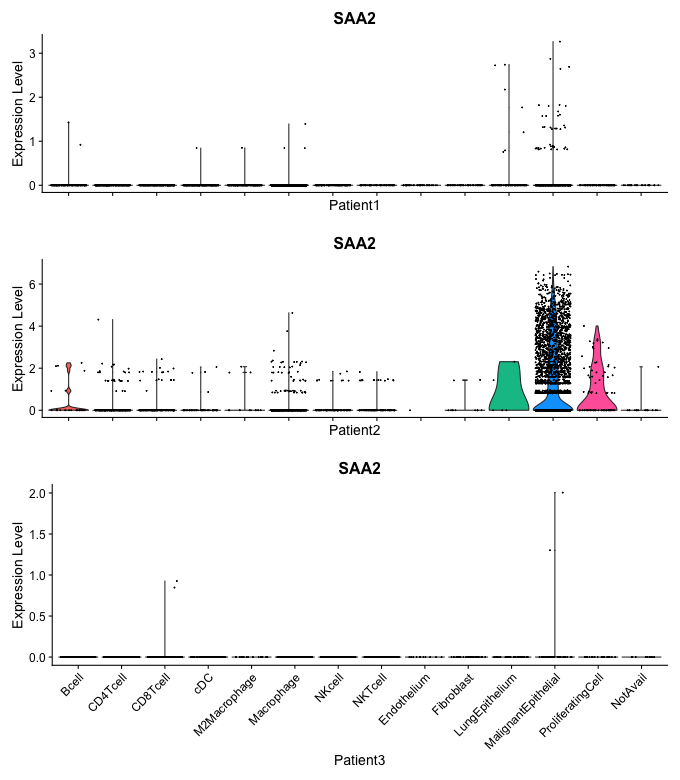 SAA2
Expression Level
3
2
1
0
Patient1
SAA2
Expression Level
6
4
2
0
Patient2
SAA2
Expression Level
2.0
1.5
1.0
0.5
0.0
Bcell
CD4Tcell
CD8Tcell
cDC
M2Macrophage
Macrophage
NKcell
NKTcell
Endothelium
Fibroblast
LungEpithelium
MalignantEpithelial
ProliferatingCell
NotAvail
Patient3